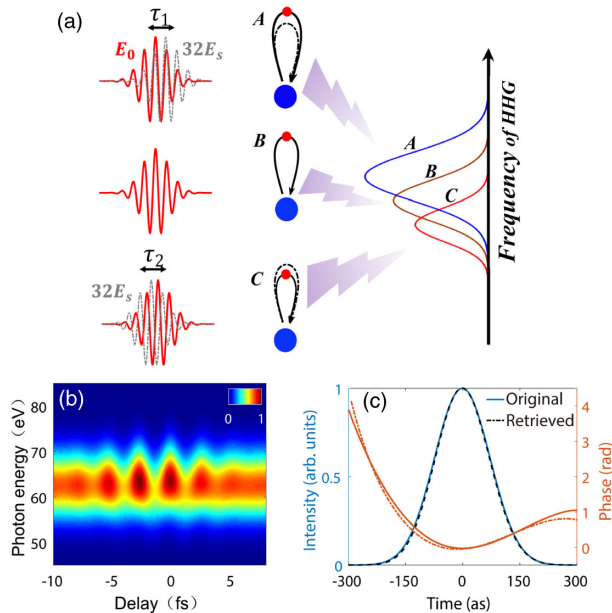 (a)
τ1
E0
32Es
A
B
τ2
32Es
C
A
B
C
Frequency of HHG
(b)
0 1
Photon energy (eV)
80
70
60
50
-10 -5 0 5
Delay (fs)
(c)
Original
Retrieved
Intensity (arb. units)
1
0.5
0
Phase (rad)
4
3
2
1
0
-300 -150 0 150 300
Time (as)